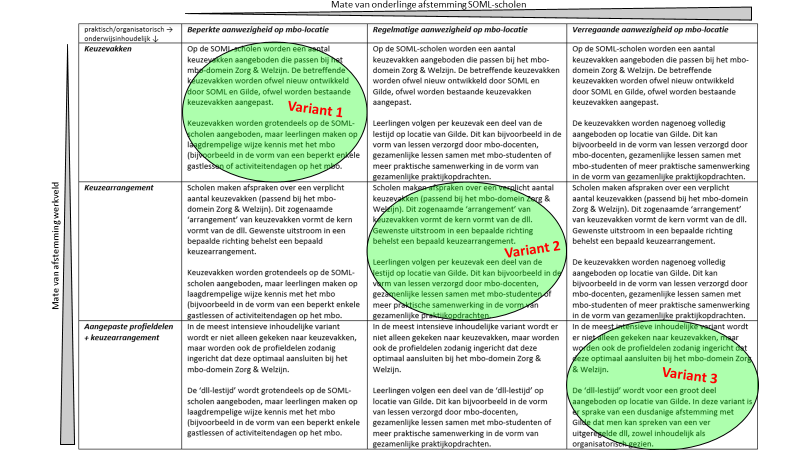 Mate van onderlinge afstemming SOML-scholen
praktisch/organisatorisch →
onderwijsinhoudelijk ↓
Beperkte aanwezigheid op mbo-locatie
Regelmatige aanwezigheid op mbo-locatie
Verregaande aanwezigheid op mbo-locatie
Mate van afstemming werkveld
Keuzevakken
Op de SOML-scholen worden een aantal
keuzevakken aangeboden die passen bij het
mbo-domein Zorg & Welzijn. De betreffende
keuzevakken worden ofwel nieuw ontwikkeld
door SOML en Gilde, ofwel worden bestaande
keuzevakken aangepast.
Keuzevakken worden grotendeels op de SOML-
scholen aangeboden, maar leerlingen maken op
laagdrempelige wijze kennis met het mbo
(bijvoorbeeld in de vorm van een beperkt enkele
gastlessen of activiteitendagen op het mbo.
Variant 1
Op de SOML-scholen worden een aantal
keuzevakken aangeboden die passen bij het
mbo-domein Zorg & Welzijn. De betreffende
keuzevakken worden ofwel nieuw ontwikkeld
door SOML en Gilde, ofwel worden bestaande
keuzevakken aangepast.
Leerlingen volgen per keuzevak een deel van de
lestijd op locatie van Gilde. Dit kan bijvoorbeeld in de
vorm van lessen verzorgd door mbo-docenten,
gezamenlijke lessen samen met mbo-studenten of
meer praktische samenwerking in de vorm van
gezamenlijke praktijkopdrachten.
Op de SOML-scholen worden een aantal
keuzevakken aangeboden die passen bij het
mbo-domein Zorg & Welzijn. De betreffende
keuzevakken worden ofwel nieuw ontwikkeld
door SOML en Gilde, ofwel worden bestaande
keuzevakken aangepast.
De keuzevakken worden nagenoeg volledig
aangeboden op locatie van Gilde. Dit kan
bijvoorbeeld in de vorm van lessen verzorgd door
mbo-docenten, gezamenlijke lessen samen met
mbo-studenten of meer praktische samenwerking
in de vorm van gezamenlijke praktijkopdrachten.
Keuzearrangement
Scholen maken afspraken over een verplicht
aantal keuzevakken (passend bij het mbo-
domein Zorg & Welzijn). Dit zogenaamde
'arrangement' van keuzevakken vormt de kern
vormt van de dll. Gewenste uitstroom in een
bepaalde richting behelst een bepaald
keuzearrangement.
Keuzevakken worden grotendeels op de SOML-
scholen aangeboden, maar leerlingen maken op
laagdrempelige wijze kennis met het mbo
(bijvoorbeeld in de vorm van een beperkt enkele
gastlessen of activiteitendagen op het mbo.
Scholen maken afspraken over een verplicht aantal
keuzevakken (passend bij het mbo-domein Zorg &
Welzijn). Dit zogenaamde 'arrangement' van
keuzevakken vormt de kern vormt van de dll.
Gewenste uitstroom in een bepaalde richting
behelst een bepaald keuzearrangement.
Leerlingen volgen per keuzevak een deel van de
lestijd op locatie van Gilde. Dit kan bijvoorbeeld in de
vorm van lessen verzorgd door mbo-docenten,
gezamenlijke lessen samen met mbo-studenten of
meer praktische samenwerking in de vorm van
gezamenlijke praktijkopdrachten.
Variant 2
Scholen maken afspraken over een verplicht aantal
keuzevakken (passend bij het mbo-domein Zorg &
Welzijn). Dit zogenaamde 'arrangement' van
keuzevakken vormt de kern vormt van de dll.
Gewenste uitstroom in een bepaalde richting
behelst een bepaald keuzearrangement.
De keuzevakken worden nagenoeg volledig
aangeboden op locatie van Gilde. Dit kan
bijvoorbeeld in de vorm van lessen verzorgd door
mbo-docenten, gezamenlijke lessen samen met
mbo-studenten of meer praktische samenwerking
in de vorm van gezamenlijke praktijkopdrachten.
Aangepaste profieldelen
+ keuzearrangement
In de meest intensieve inhoudelijke variant
wordt er niet alleen gekeken naar keuzevakken,
maar worden ook de profieldelen zodanig
ingericht dat deze optimaal aansluiten bij het
mbo-domein Zorg & Welzijn.
De 'dll-lestijd' wordt grotendeels op de SOML-
scholen aangeboden, maar leerlingen maken op
laagdrempelige wijze kennis met het mbo
(bijvoorbeeld in de vorm van een beperkt enkele
gastlessen of activiteitendagen op het mbo.
In de meest intensieve inhoudelijke variant wordt er
niet alleen gekeken naar keuzevakken, maar worden
ook de profieldelen zodanig ingericht dat deze
optimaal aansluiten bij het mbo-domein Zorg &
Welzijn.
Leerlingen volgen een deel van de 'dll-lestijd' op
locatie van Gilde. Dit kan bijvoorbeeld in de vorm
van lessen verzorgd door mbo-docenten,
gezamenlijke lessen samen met mbo-studenten of
meer praktische samenwerking in de vorm van
gezamenlijke praktijkopdrachten.
In de meest intensieve inhoudelijke variant wordt
er niet alleen gekeken naar keuzevakken, maar
worden ook de profieldelen zodanig ingericht dat
deze optimaal aansluiten bij het mbo-domein Zorg
& Welzijn.
De 'dll-lestijd' wordt voor een groot deel
aangeboden op locatie van Gilde. In deze variant is
er sprake van een dusdanige afstemming met
Gilde dat men kan spreken van een ver
uitgeregelde dll, zowel inhoudelijk als
organisatorisch gezien.
Variant 3